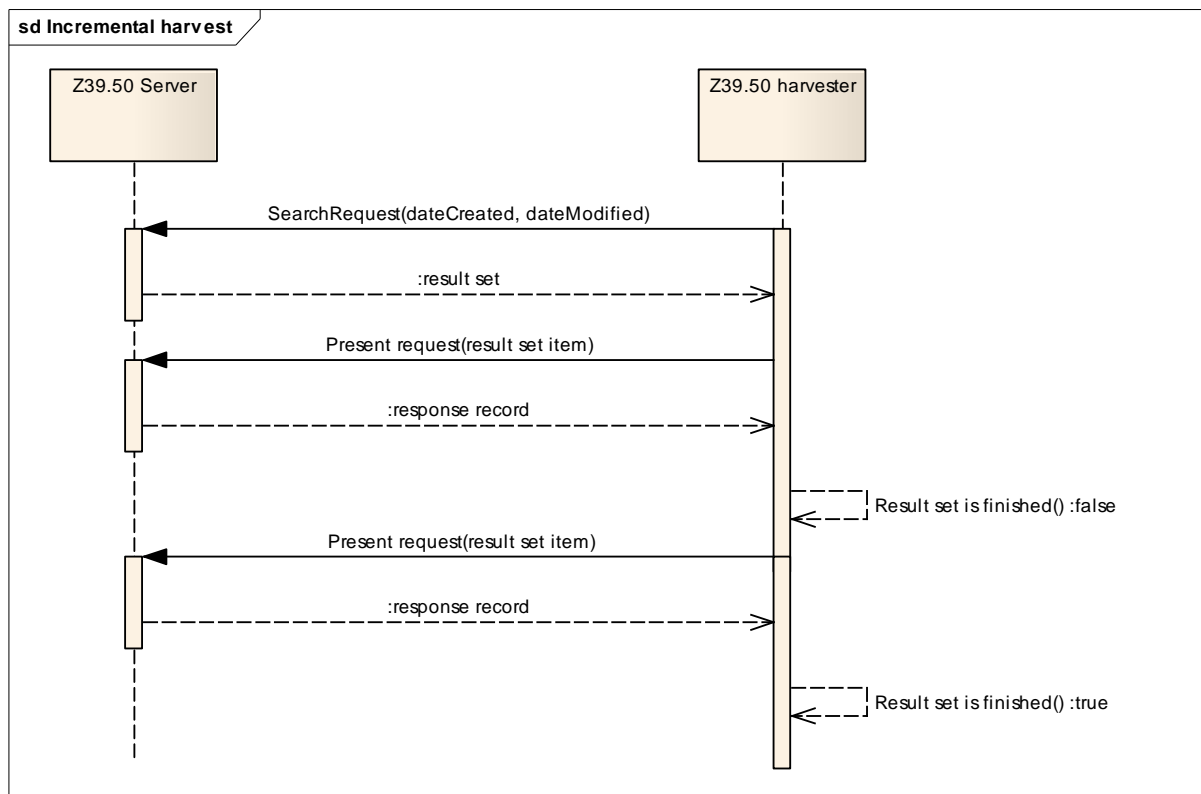 sd Incremental harvest
Z39.50 Server
Z39.50 harvester
SearchRequest(dateCreated, dateModified)
:result set
Present request(result set item)
:response record
Result set is finished() :false
Present request(result set item)
:response record
Result set is finished() :true